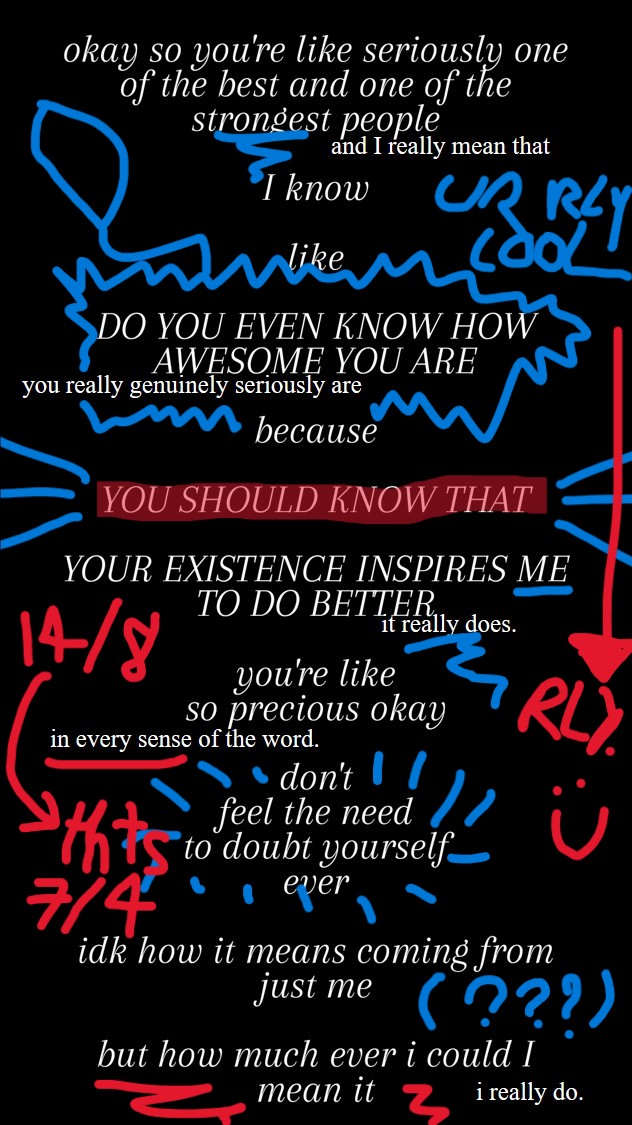 okay so you're like seriously one
of the best and one of the
strongest people
and I really mean that
I know
UR RLY
COOL
like
DO YOU EVEN KNOW HOW
AWESOME YOU ARE
you really genuinely seriously are
because
YOU SHOULD KNOW THAT
YOUR EXISTENCE INSPIRES ME
TO DO BETTER
it really does.
14/8
you're like
so precious okay
RLY
in every sense of the word.
don't
feel the need
thts
to doubt yourself
7/4
ever
idk how it means coming from
just me
(???)
but how much ever i could I
mean it
i really do.